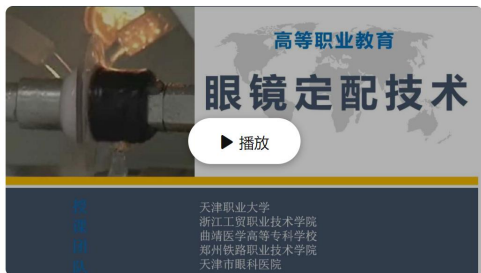 高等职业教育
眼镜定配技术
播放
天津职业大学
浙江工贸职业技术学院
曲靖医学高等专科学校
郑州铁路职业技术学院
天津市眼科医院